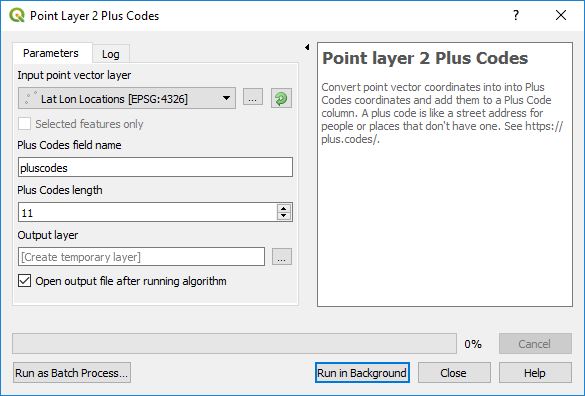 Point Layer 2 Plus Codes
Parameters
Log
Input point vector layer
Lat Lon Locations [EPSG:4326]
...
Selected features only
Plus Codes field name
pluscodes
Plus Codes length
11
Output layer
[Create temporary layer]
...
Open output file after running algorithm
Point layer 2 Plus Codes
Convert point vector coordinates into into Plus
Codes coordinates and add them to a Plus Code
column. A plus code is like a street address for
people or places that don't have one. See https://
plus.codes/.
0%
Cancel
Run as Batch Process...
Run in Background
Close
Help